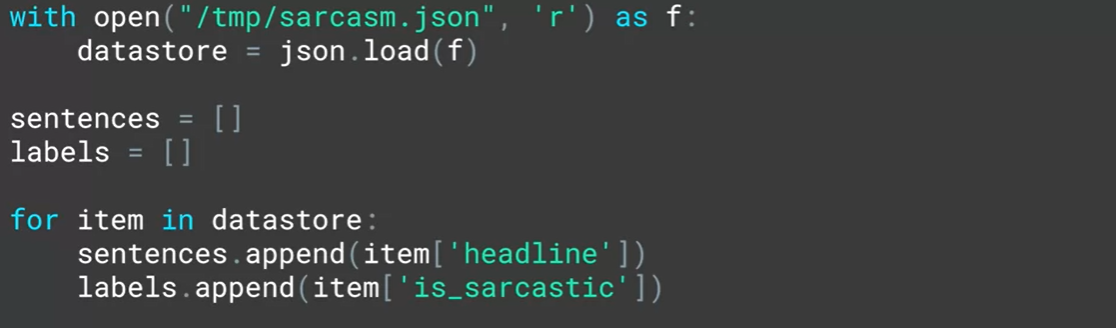 with open("/tmp/sarcasm.json", 'r') as f:
    datastore = json.load(f)

sentences = []
labels = []

for item in datastore:
    sentences.append(item['headline'])
    labels.append(item['is_sarcastic'])